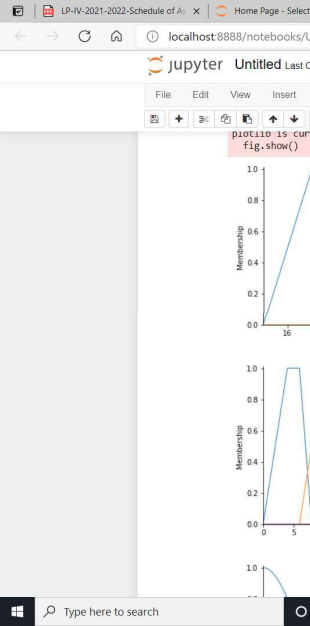 LP-IV-2021-2022-Schedule of As
Home Page - Select
localhost:8888/notebooks/U
jupyter Untitled Last C
File Edit View Insert
plotlib is cur
fig.show()
1.0
0.8
0.6
0.4
0.2
0.0
Membership
16
1.0
0.8
0.6
0.4
0.2
0.0
Membership
0 5
1.0
Type here to search